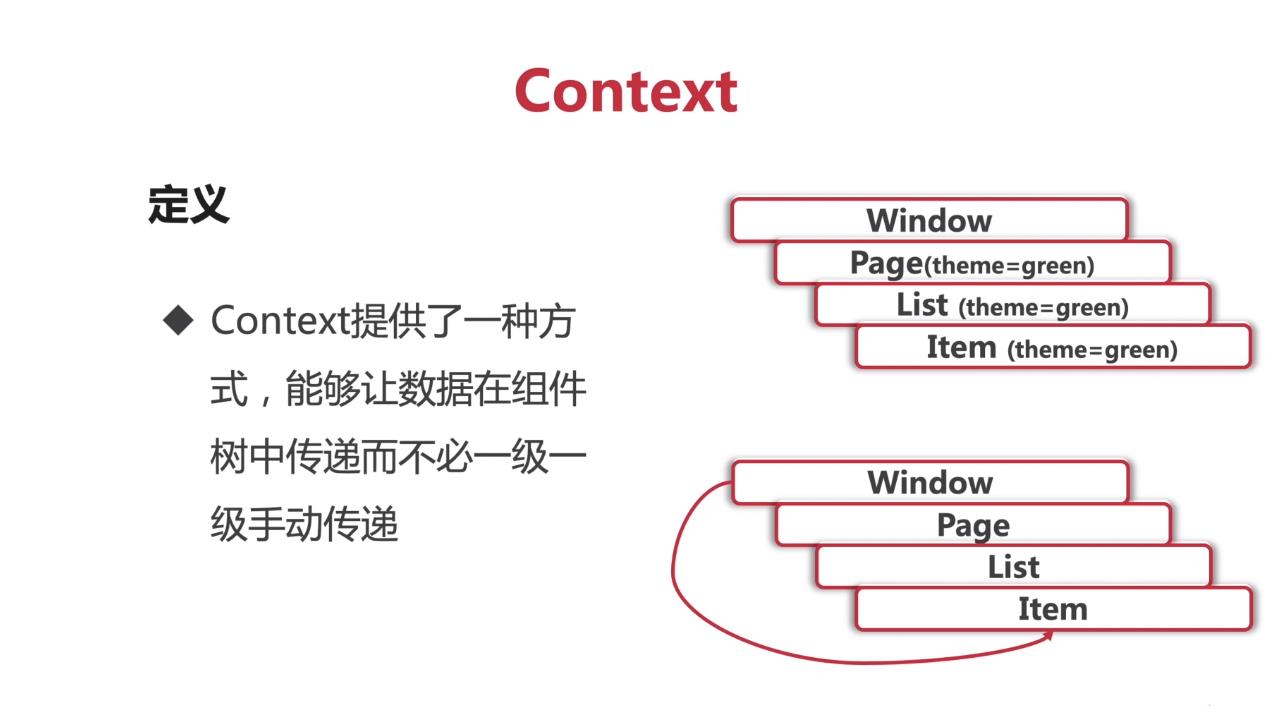 Context
定义
◆ Context提供了一种方
式，能够让数据在组件
树中传递而不必一级一
级手动传递
Window
Page(theme=green)
List (theme=green)
Item (theme=green)
Window
Page
List
Item